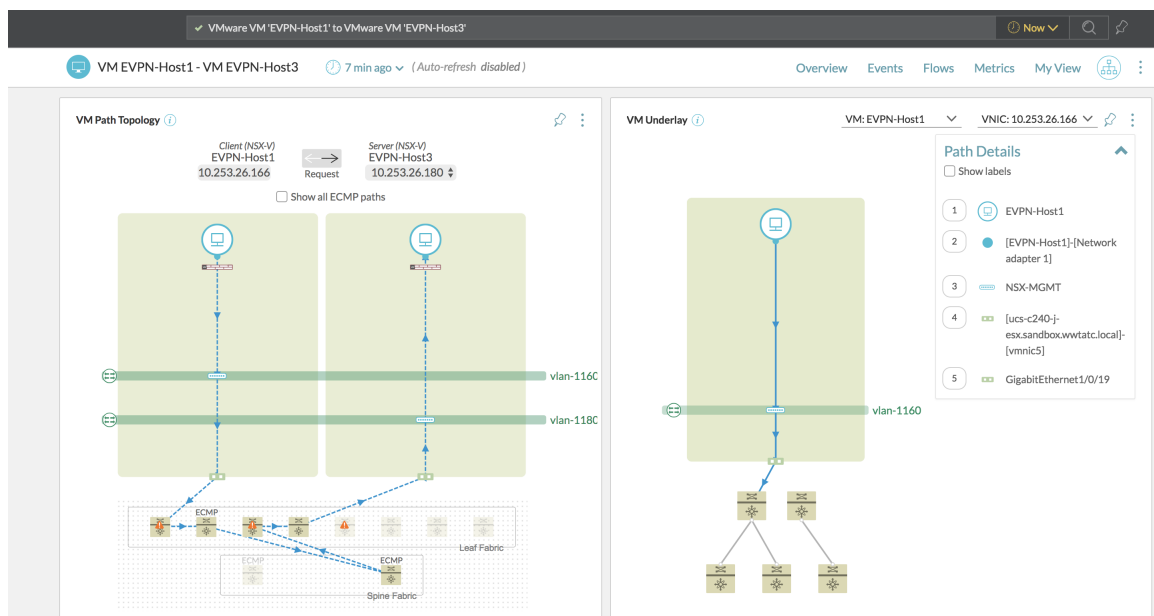 VMware VM 'EVPN-Host1' to VMware VM 'EVPN-Host3'
Now
VM EVPN-Host1 - VM EVPN-Host3
7 min ago
( Auto-refresh disabled )
Overview
Events
Flows
Metrics
My View
VM Path Topology
Client (NSX-V)
EVPN-Host1
10.253.26.166
Request
Server (NSX-V)
EVPN-Host3
10.253.26.180
Show all ECMP paths
vlan-116C
vlan-118C
ECMP
Leaf Fabric
ECMP
ECMP
Spine Fabric
VM Underlay
VM: EVPN-Host1
VNIC: 10.253.26.166
vlan-1160
Path Details
Show labels
1
EVPN-Host1
2
[EVPN-Host1]-[Network
adapter 1]
3
NSX-MGMT
4
[ucs-c240-j-
esx.sandbox.wwtatc.local]-
[vmnic5]
5
GigabitEthernet1/0/19